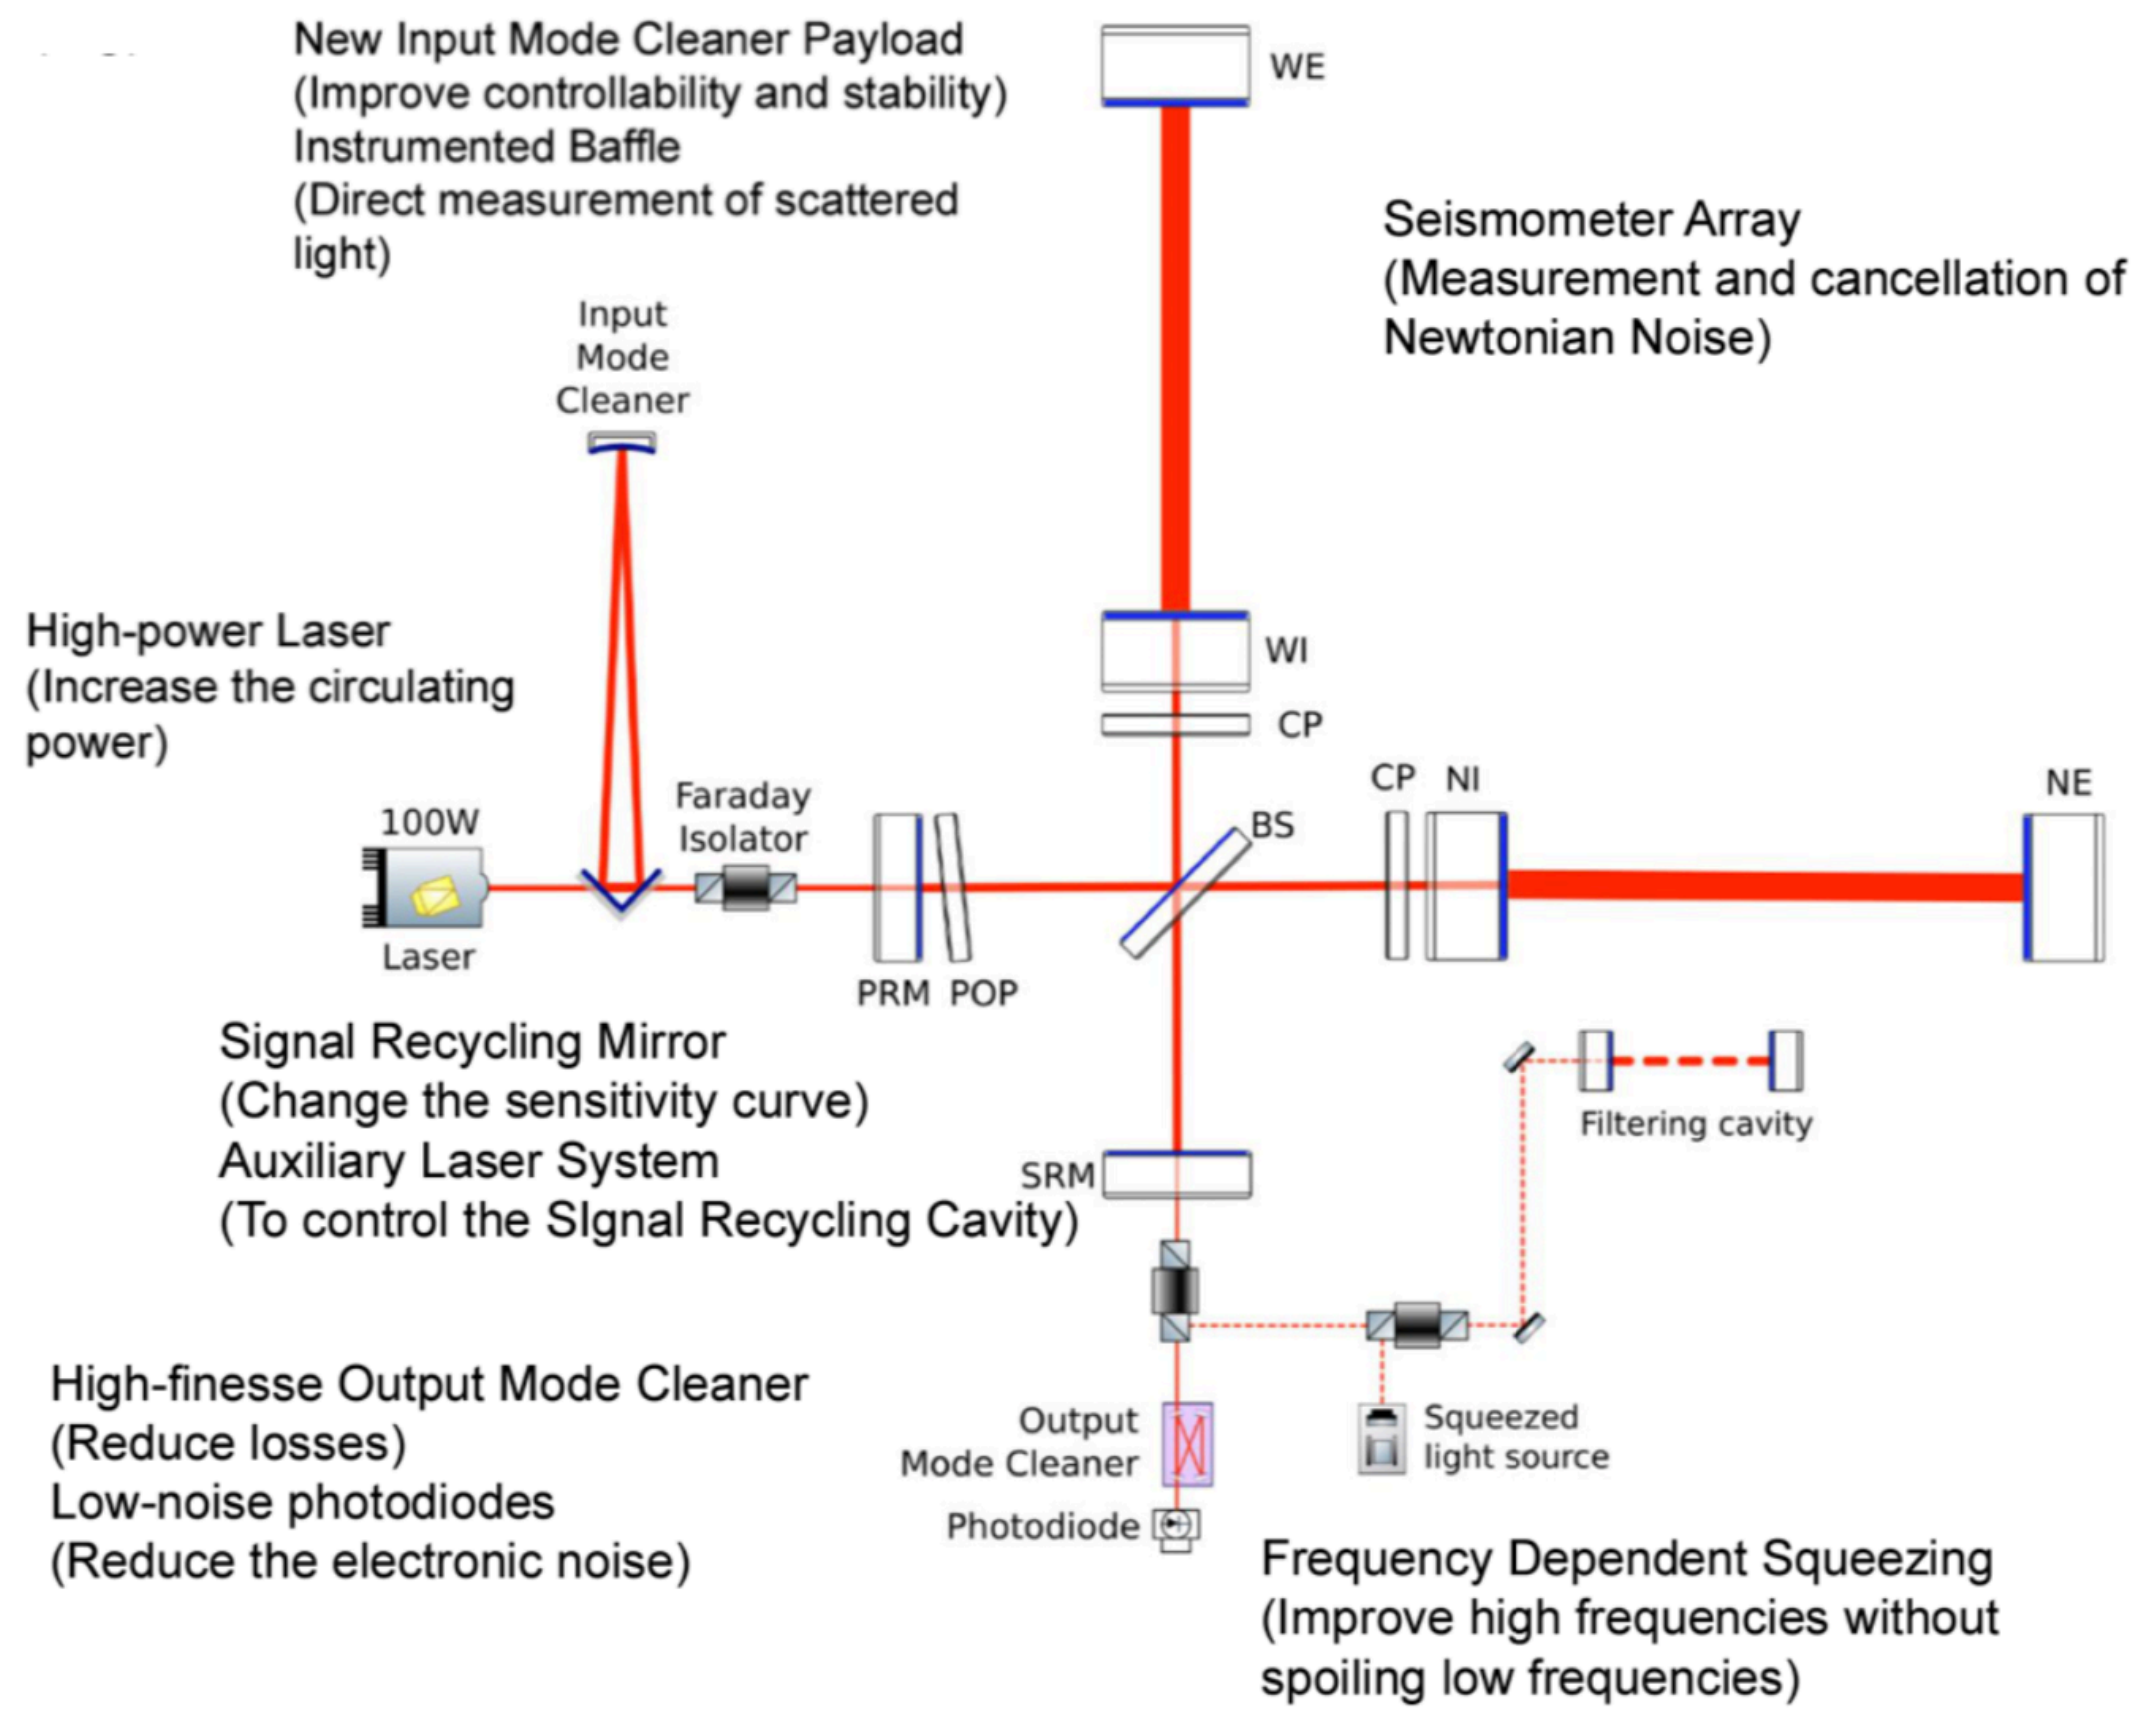 New Input Mode Cleaner Payload
(Improve controllability and stability)
Instrumented Baffle
(Direct measurement of scattered
light)
WE
Seismometer Array
(Measurement and cancellation of
Newtonian Noise)
Input
Mode
Cleaner
High-power Laser
(Increase the circulating
power)
WI
CP
100W
Laser
Faraday
Isolator
PRM
POP
BS
CP
NI
NE
Signal Recycling Mirror
(Change the sensitivity curve)
Auxiliary Laser System
(To control the SIgnal Recycling Cavity)
SRM
Filtering cavity
High-finesse Output Mode Cleaner
(Reduce losses)
Low-noise photodiodes
(Reduce the electronic noise)
Output
Mode Cleaner
Photodiode
Squeezed
light source
Frequency Dependent Squeezing
(Improve high frequencies without
spoiling low frequencies)